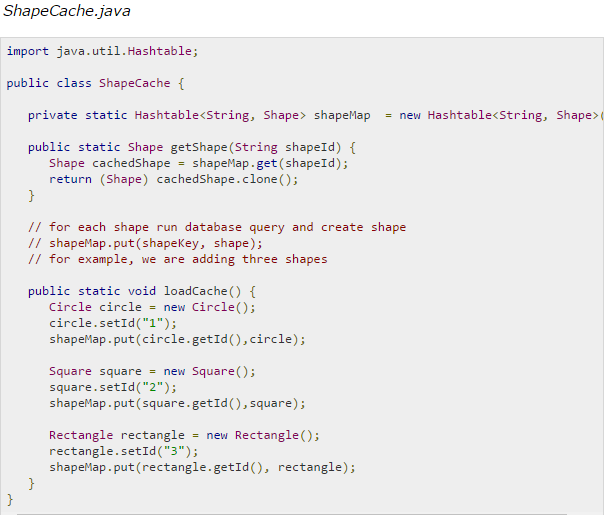 ShapeCache.java
import java.util.Hashtable;
public class ShapeCache {
private static Hashtable<String, Shape> shapeMap  = new Hashtable<String, Shape>(
public static Shape getShape(String shapeId) {
Shape cachedShape = shapeMap.get(shapeId);
return (Shape) cachedShape.clone();
}
// for each shape run database query and create shape
// shapeMap.put(shapeKey, shape);
// for example, we are adding three shapes
public static void loadCache() {
Circle circle = new Circle();
circle.setId("1");
shapeMap.put(circle.getId(),circle);
Square square = new Square();
square.setId("2");
shapeMap.put(square.getId(),square);
Rectangle rectangle = new Rectangle();
rectangle.setId("3");
shapeMap.put(rectangle.getId(), rectangle);
}
}